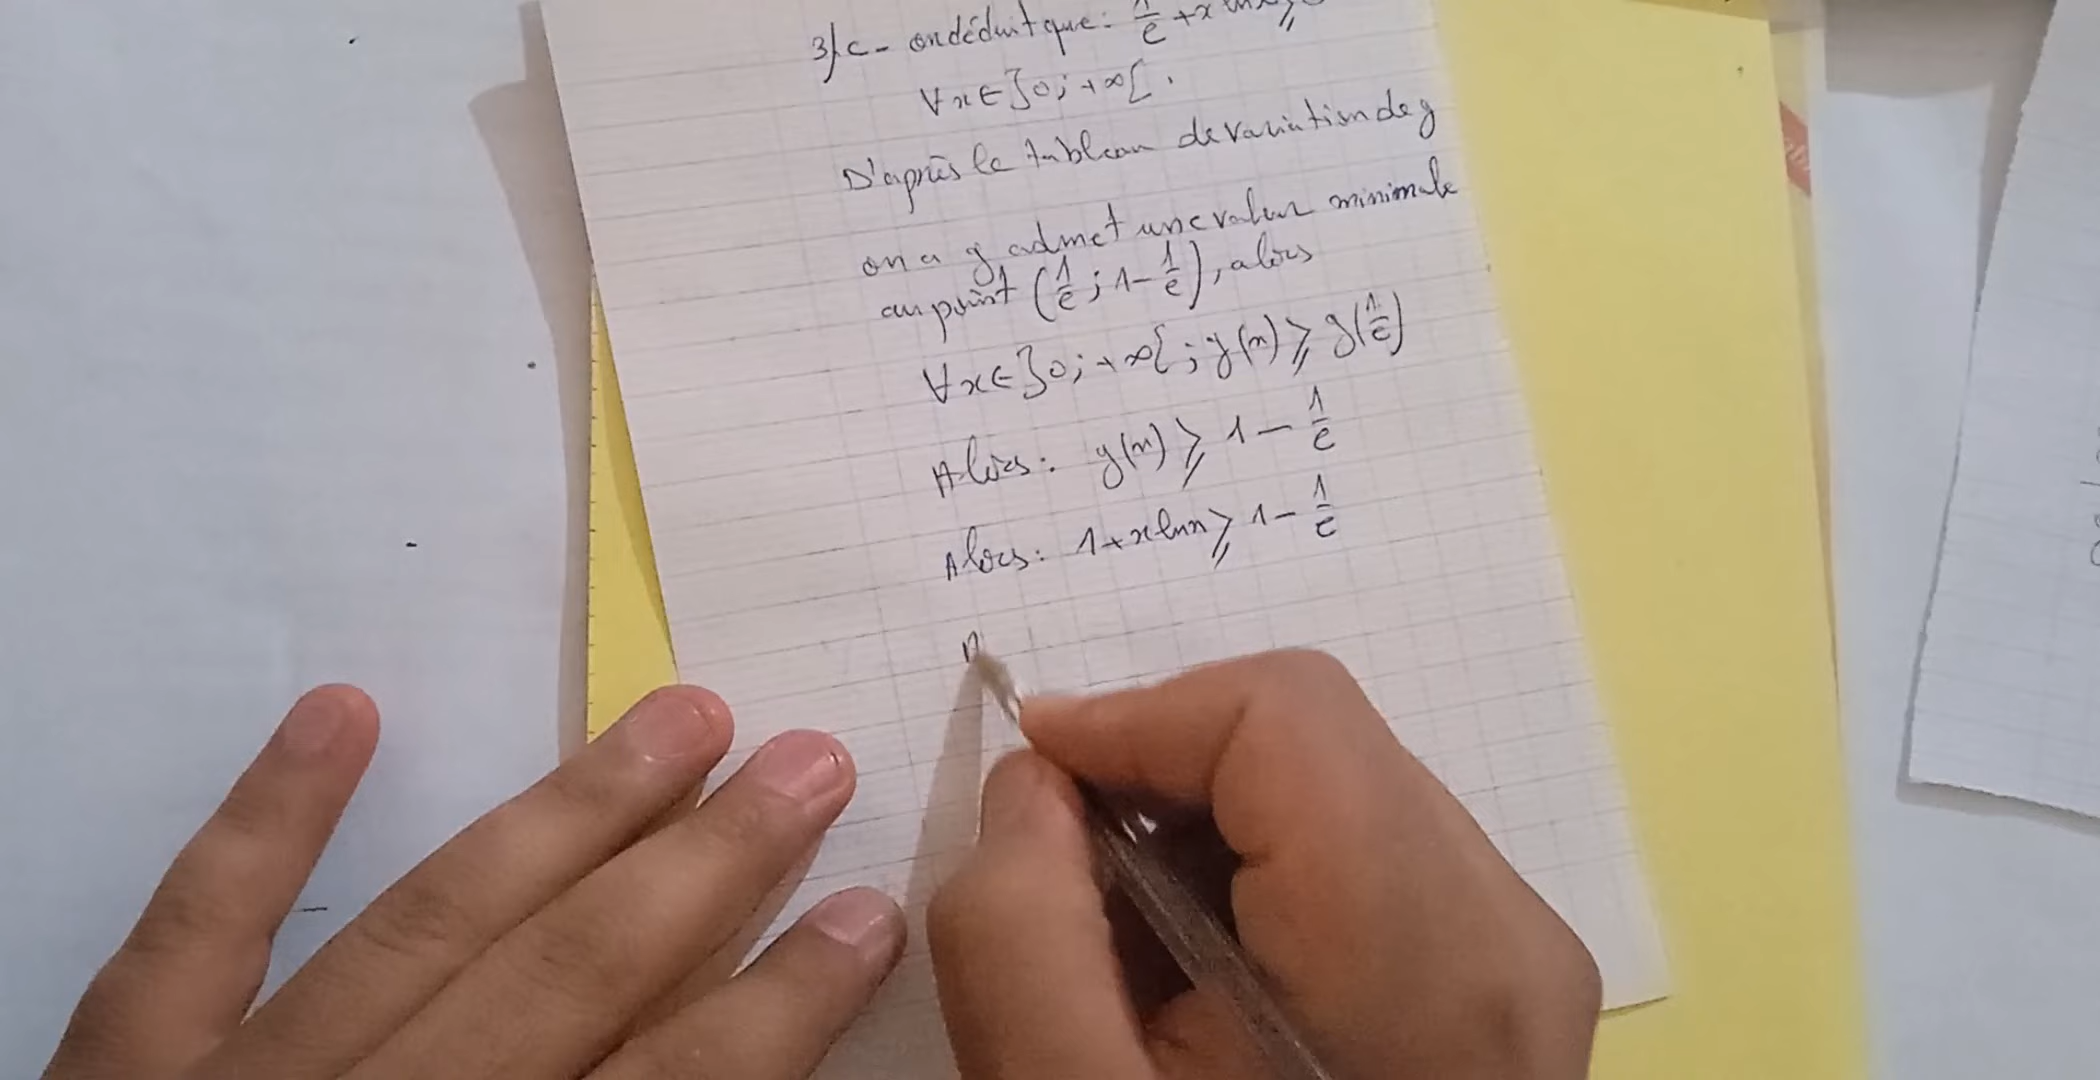 3/c- on déduit que: 1/e + x ln x ⩾
∀x∈]0;+∞[.
D'après le tableau de variation de g
on a g admet une valeur minimale
au point (1/e ; 1-1/e), alors
∀x∈]0;+∞[; g(x) ⩾ g(1/e)
Alors: g(x) ⩾ 1 - 1/e
Alors: 1+x ln x ⩾ 1 - 1/e